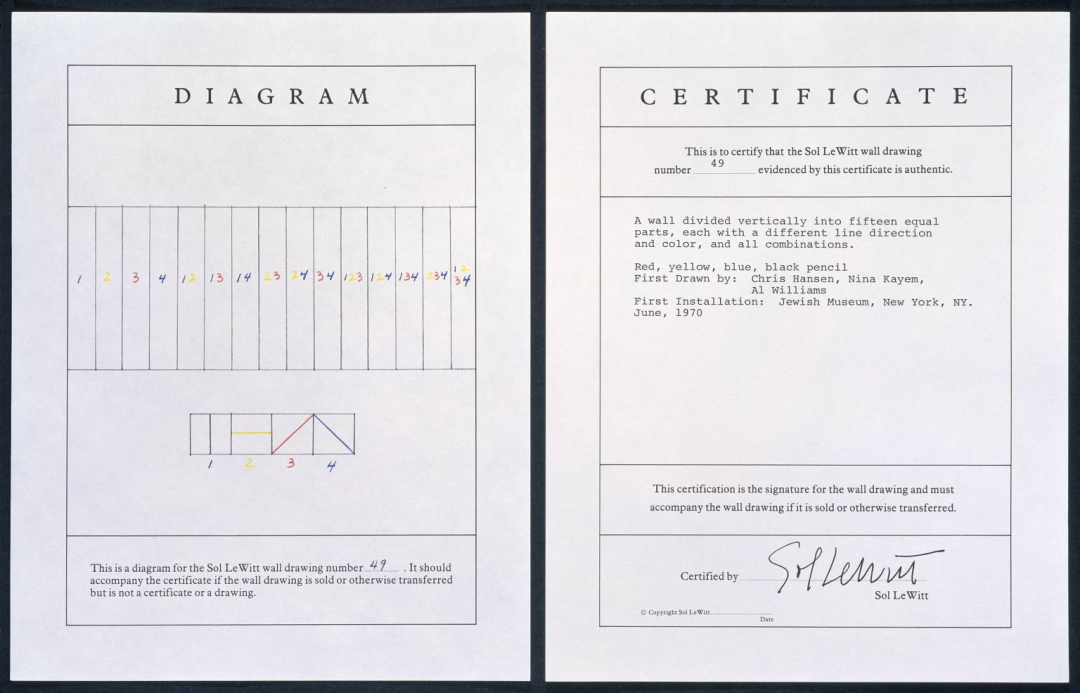 DIAGRAM
1 2 3 4 12 13 14 23 24 34 123 124 134 234 12
34
1 2 3 4
This is a diagram for the Sol LeWitt wall drawing number 49 . It should
accompany the certificate if the wall drawing is sold or otherwise transferred
but is not a certificate or a drawing.
CERTIFICATE
This is to certify that the Sol LeWitt wall drawing
number 49 evidenced by this certificate is authentic.
A wall divided vertically into fifteen equal
parts, each with a different line direction
and color, and all combinations.
Red, yellow, blue, black pencil
First Drawn by: Chris Hansen, Nina Kayem,
Al Williams
First Installation: Jewish Museum, New York, NY.
June, 1970
This certification is the signature for the wall drawing and must
accompany the wall drawing if it is sold or otherwise transferred.
Certified by Sol LeWitt
Sol LeWitt
© Copyright Sol LeWitt
Date